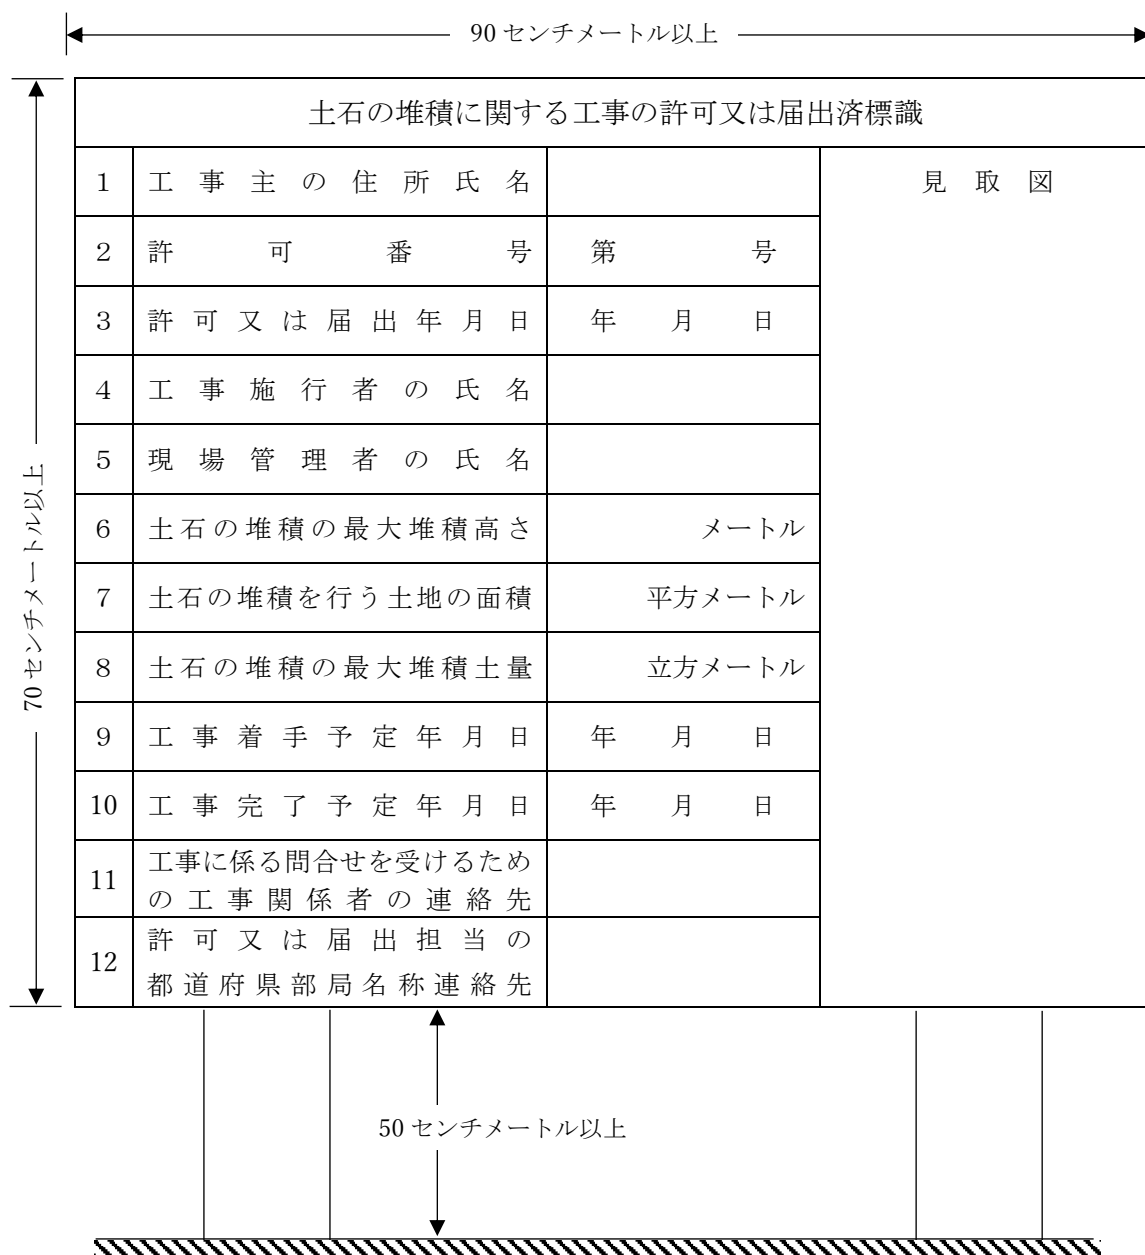 90 センチメートル以上
土石の堆積に関する工事の許可又は届出済標識
1 工事主の住所氏名
見取図
2 許可番号 第 号
3 許可又は届出年月日 年 月 日
4 工事施行者の氏名
5 現場管理者の氏名
6 土石の堆積の最大堆積高さ メートル
7 土石の堆積を行う土地の面積 平方メートル
8 土石の堆積の最大堆積土量 立方メートル
9 工事着手予定年月日 年 月 日
10 工事完了予定年月日 年 月 日
11 工事に係る問合せを受けるため
の工事関係者の連絡先
12 許可又は届出担当の
都道府県部局名称連絡先
70 センチメートル以上
50 センチメートル以上